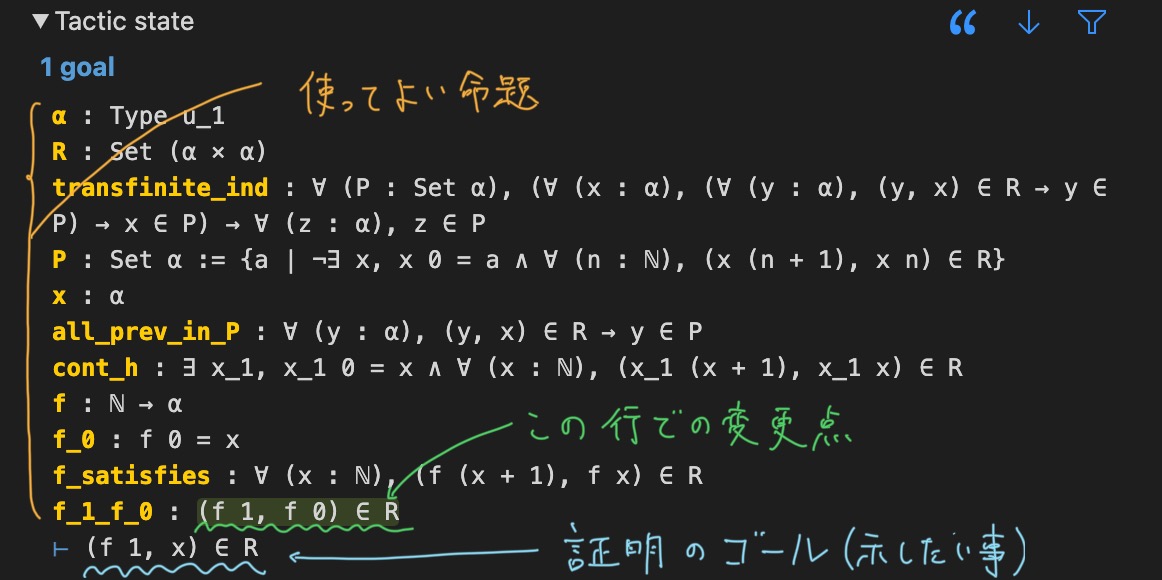 ▼ Tactic state
1 goal
使ってよい命題
α : Type u_1
R : Set (α × α)
transfinite_ind : ∀ (P : Set α), (∀ (x : α), (∀ (y : α), (y, x) ∈ R → y ∈
P) → x ∈ P) → ∀ (z : α), z ∈ P
P : Set α := {a | ¬∃ x, x 0 = a ∧ ∀ (n : ℕ), (x (n + 1), x n) ∈ R}
x : α
all_prev_in_P : ∀ (y : α), (y, x) ∈ R → y ∈ P
cont_h : ∃ x_1, x_1 0 = x ∧ ∀ (x : ℕ), (x_1 (x + 1), x_1 x) ∈ R
f : ℕ → α
この行での変更点
f_0 : f 0 = x
f_satisfies : ∀ (x : ℕ), (f (x + 1), f x) ∈ R
f_1_f_0 : (f 1, f 0) ∈ R
⊢ (f 1, x) ∈ R
証明のゴール(示したい事)